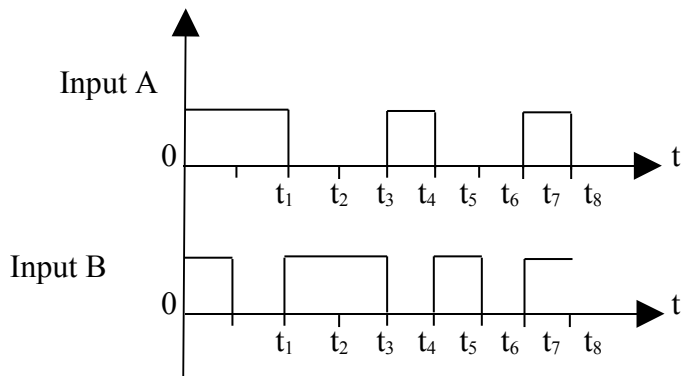 Input A
0
t
t₁ t₂ t₃ t₄ t₅ t₆ t₇ t₈
Input B
0
t
t₁ t₂ t₃ t₄ t₅ t₆ t₇ t₈